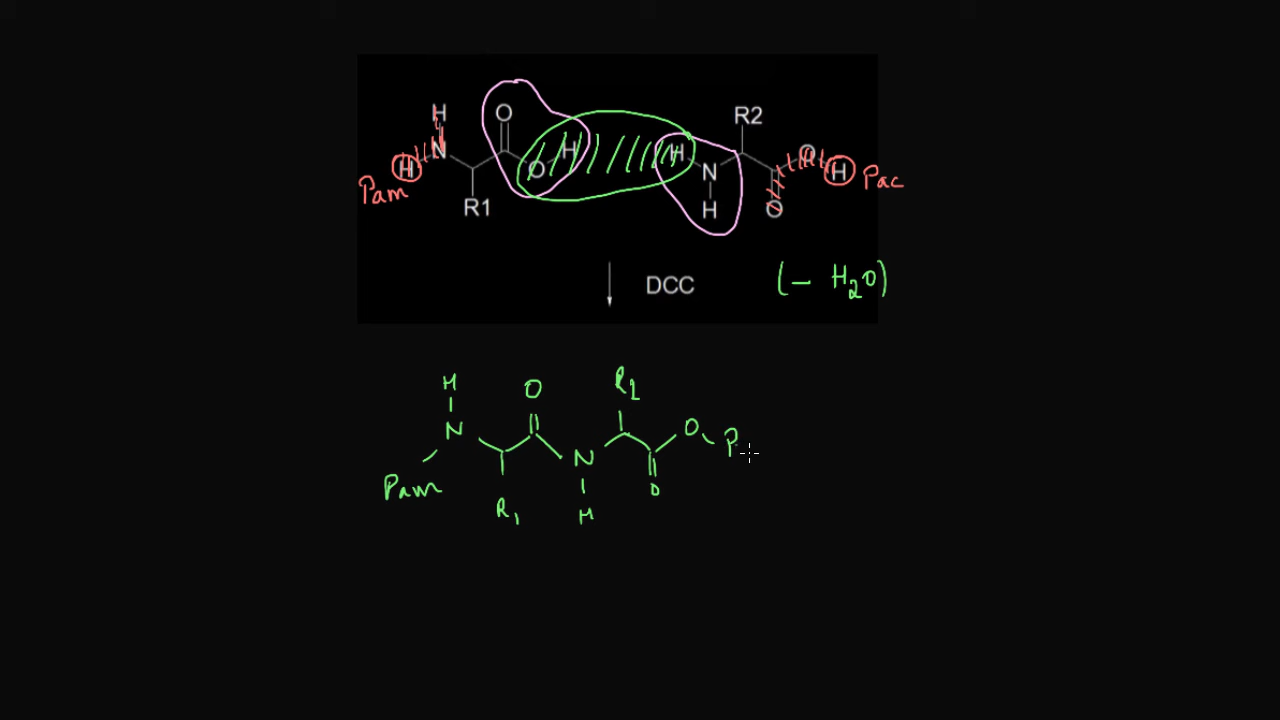 H O R2
H N O H H N O H
Pam Pac
R1 H O
DCC (- H2O)
H O R2
N O P
Pam N O
R1 H